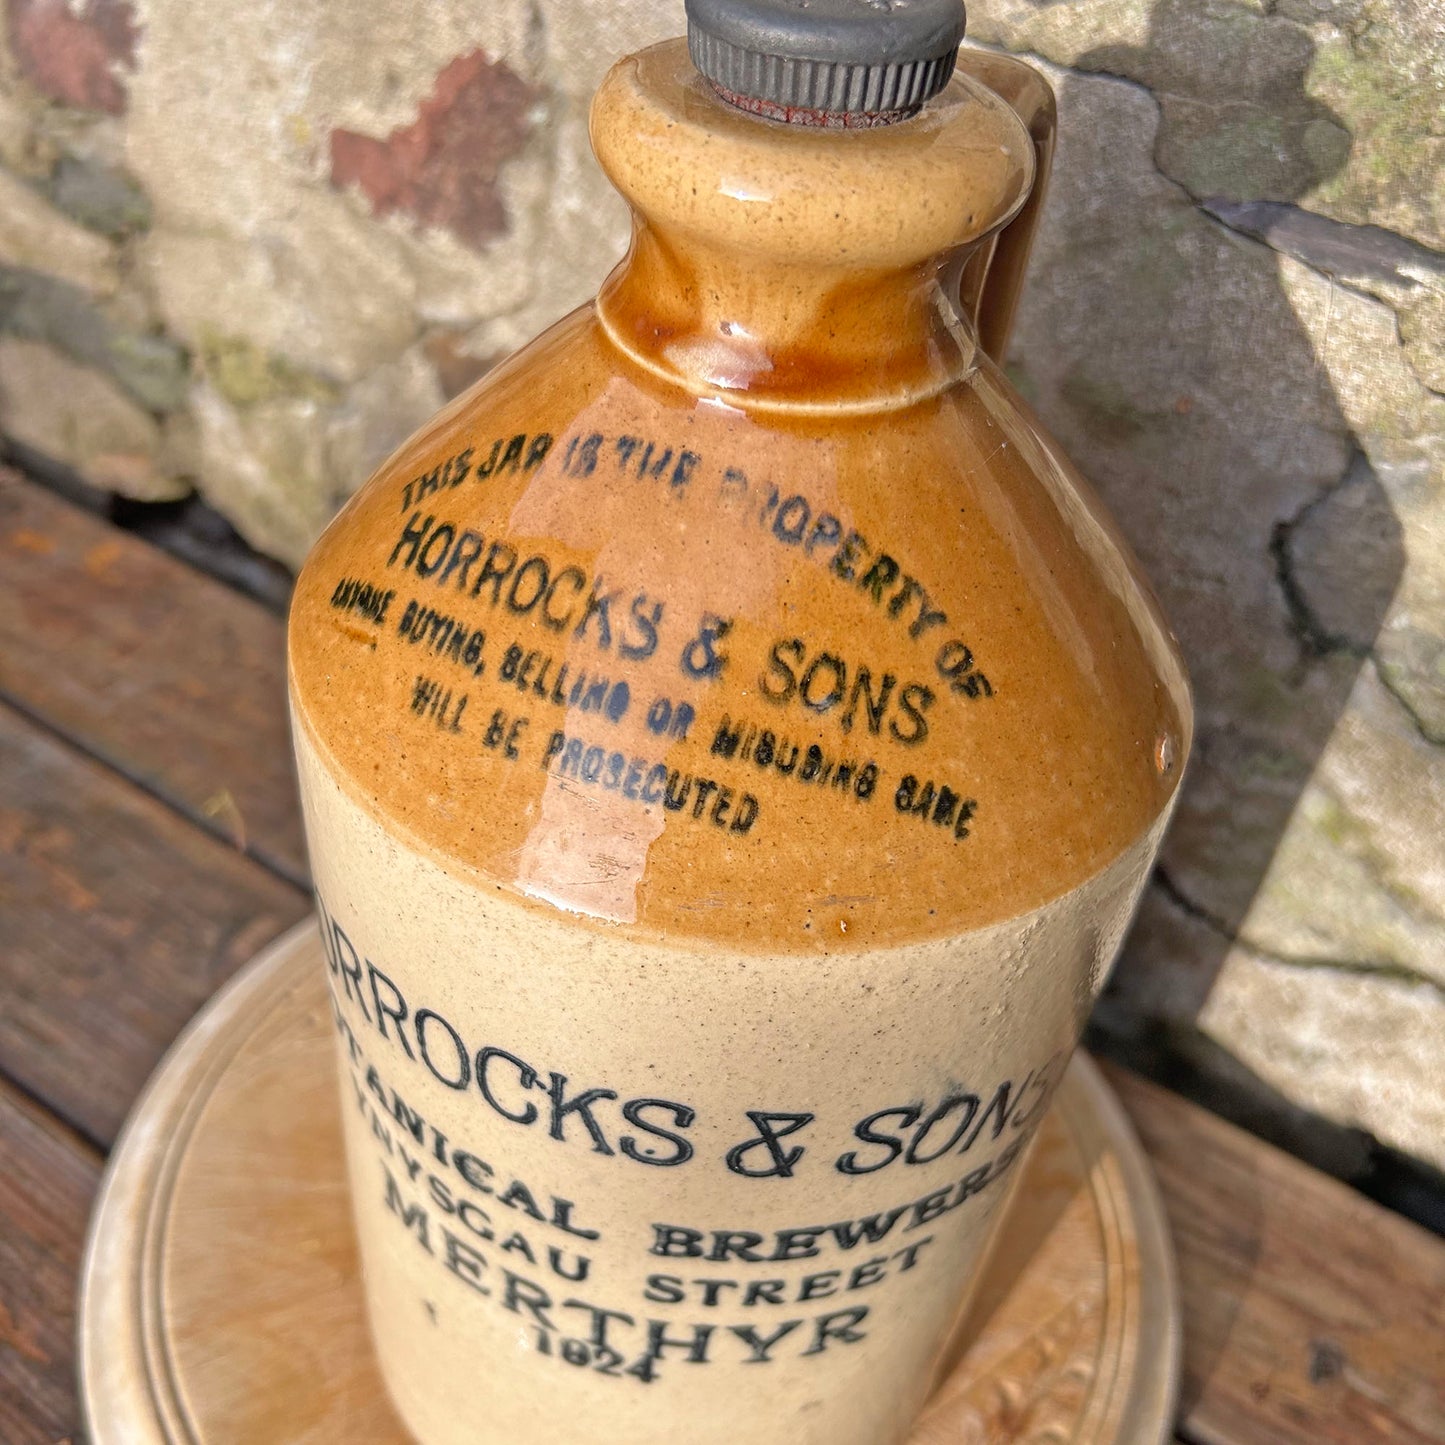 THIS JAR IS THE PROPERTY OF
HORROCKS & SONS
ANYONE BUYING, SELLING OR MISUSING SAME
WILL BE PROSECUTED
ORROCKS & SONS
TANICAL BREWERS
YNYSGAU STREET
MERTHYR
1924